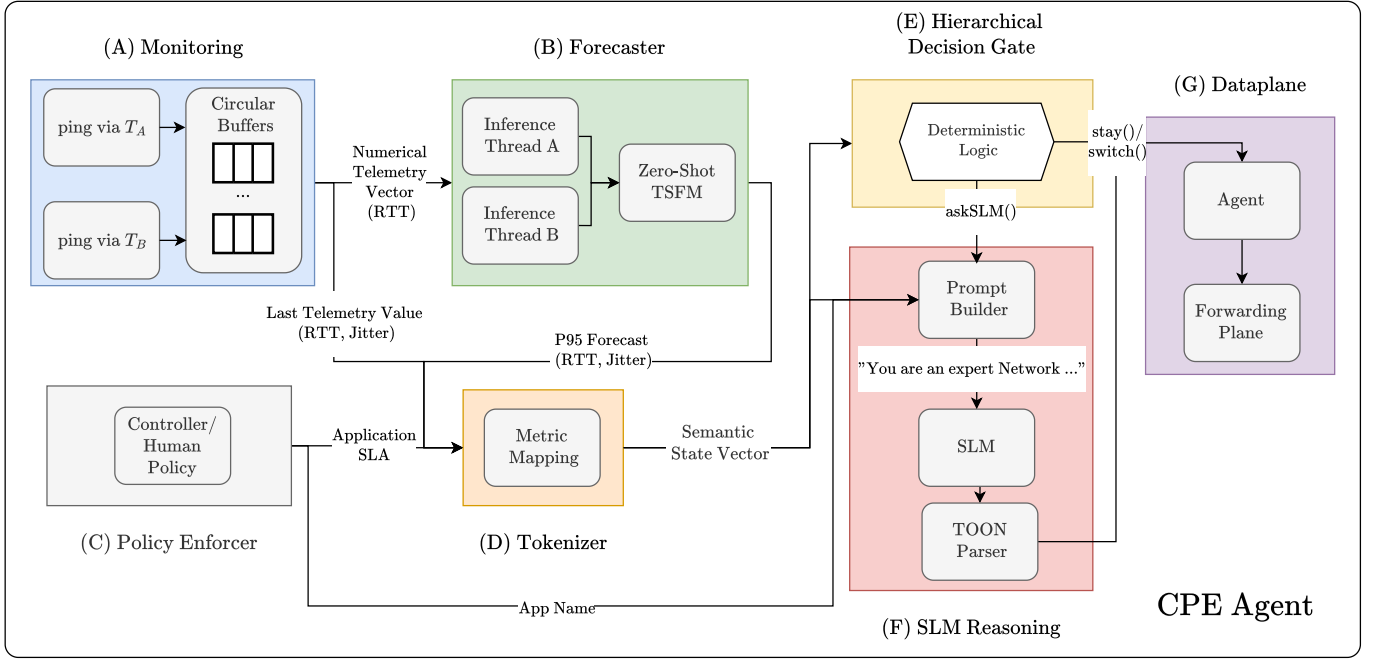 (A) Monitoring
ping via T_A
ping via T_B
Circular
Buffers
...
Numerical
Telemetry
Vector
(RTT)
Last Telemetry Value
(RTT, Jitter)
(B) Forecaster
Inference
Thread A
Inference
Thread B
Zero-Shot
TSFM
P95 Forecast
(RTT, Jitter)
Controller/
Human
Policy
(C) Policy Enforcer
Application
SLA
App Name
Metric
Mapping
(D) Tokenizer
Semantic
State Vector
(E) Hierarchical
Decision Gate
Deterministic
Logic
askSLM()
stay()/
switch()
Prompt
Builder
"You are an expert Network ..."
SLM
TOON
Parser
(F) SLM Reasoning
(G) Dataplane
Agent
Forwarding
Plane
CPE Agent